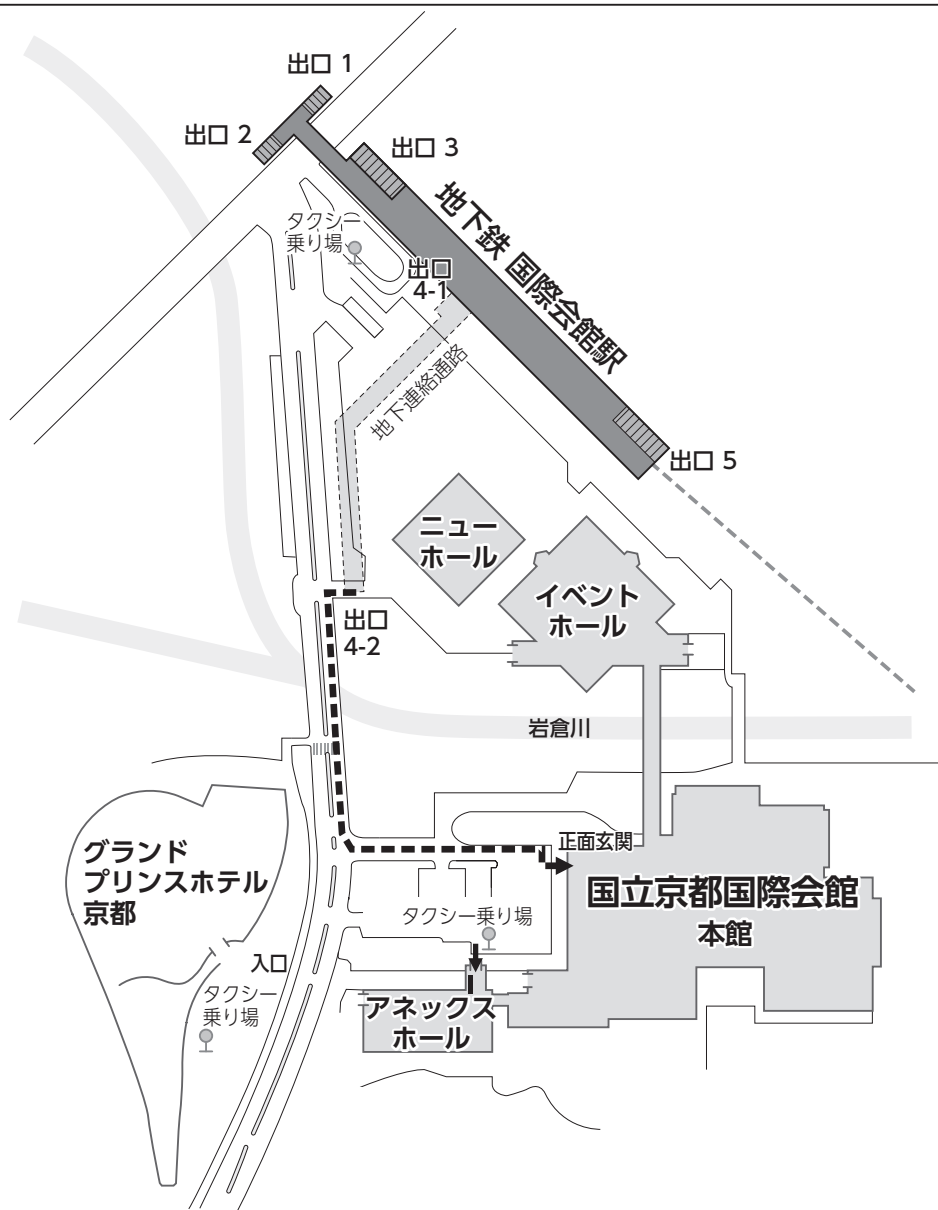 出口 1
出口 2
出口 3
地下鉄 国際会館駅
タクシー
乗り場
出口
4-1
地下連絡通路
出口 5
ニュー
ホール
イベント
ホール
出口
4-2
岩倉川
正面玄関
グランド
プリンスホテル
京都
国立京都国際会館
本館
タクシー乗り場
入口
タクシー
乗り場
アネックス
ホール